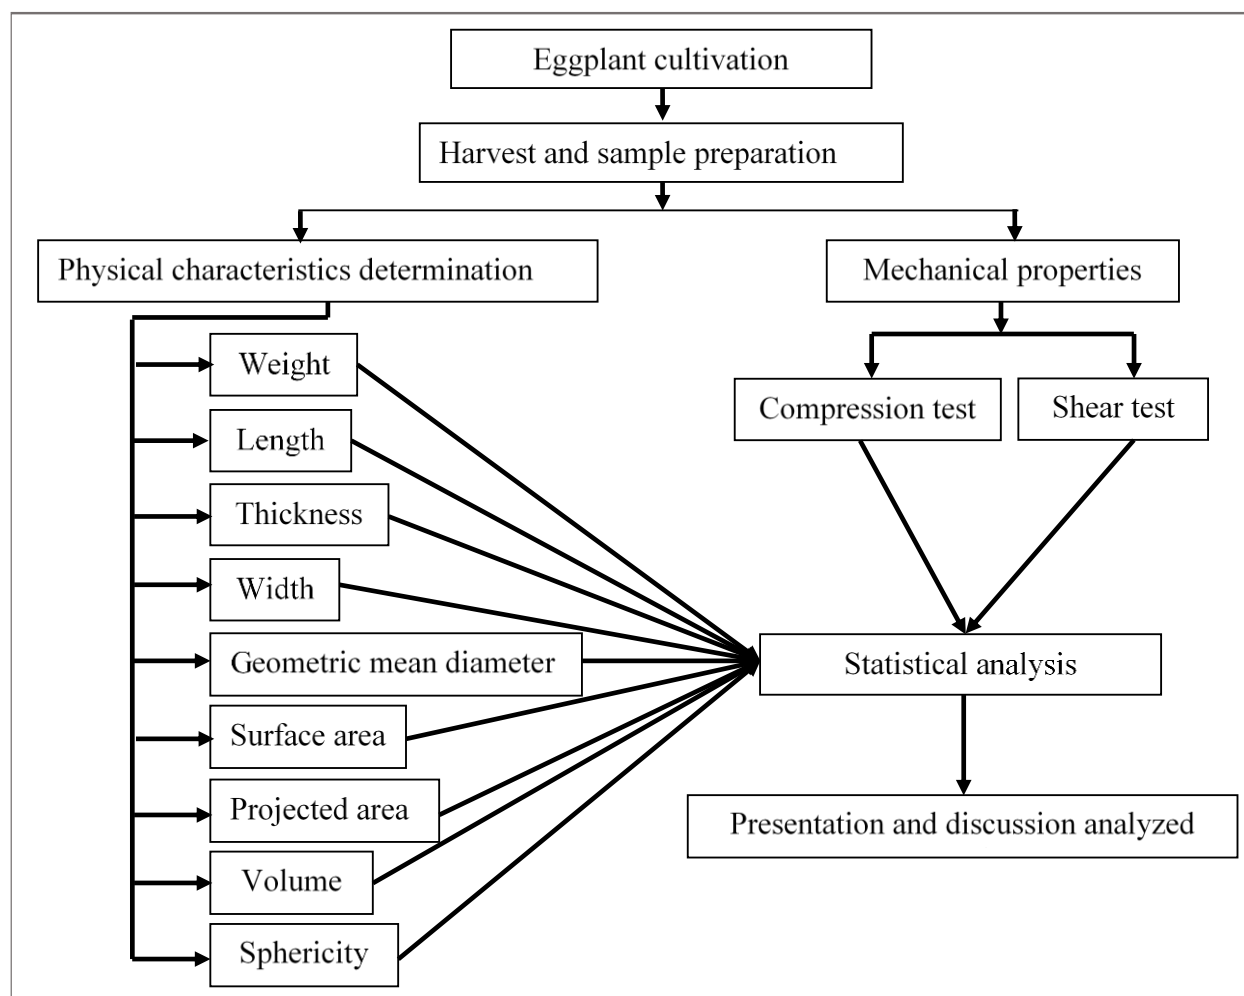 Eggplant cultivation
Harvest and sample preparation
Physical characteristics determination
Mechanical properties
Weight
Length
Thickness
Width
Geometric mean diameter
Surface area
Projected area
Volume
Sphericity
Compression test
Shear test
Statistical analysis
Presentation and discussion analyzed